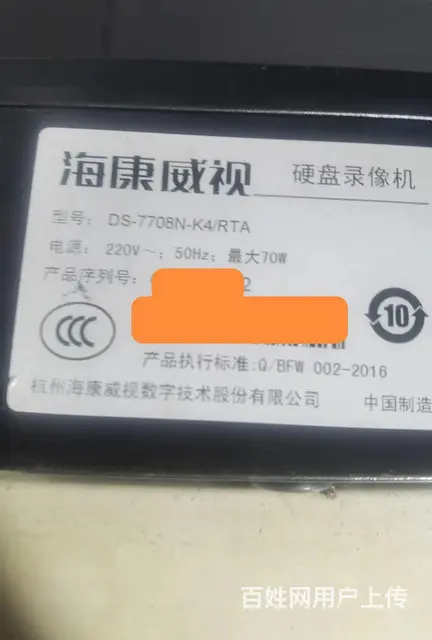 海康威视 硬盘录像机
型号: DS-7708N-K4/RTA
电源: 220V～; 50Hz; 最大70W
产品序列号:
2
CCC
10
产品执行标准:Q/BFW 002-2016
杭州海康威视数字技术股份有限公司 中国制造
百姓网用户上传